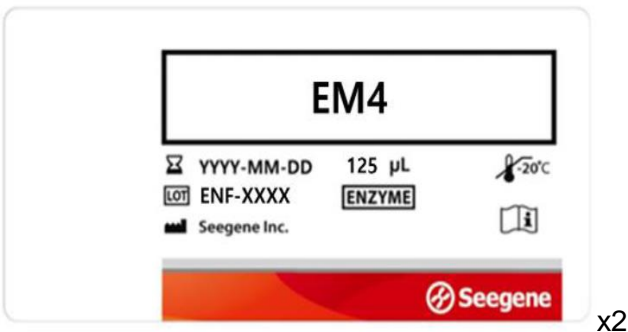 EM4
YYYY-MM-DD 125 µL -20°C
LOT ENF-XXXX ENZYME
Seegene Inc. i
Seegene
x2